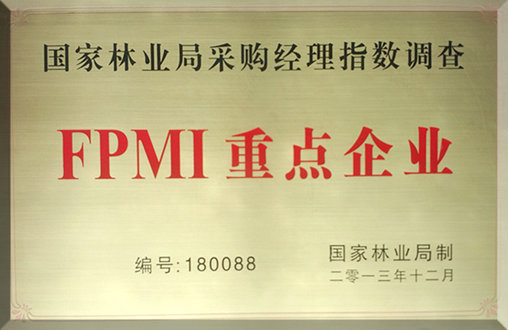 国家林业局采购经理指数调查
FPMI 重点企业
编号:180088
国家林业局制
二零一三年十二月